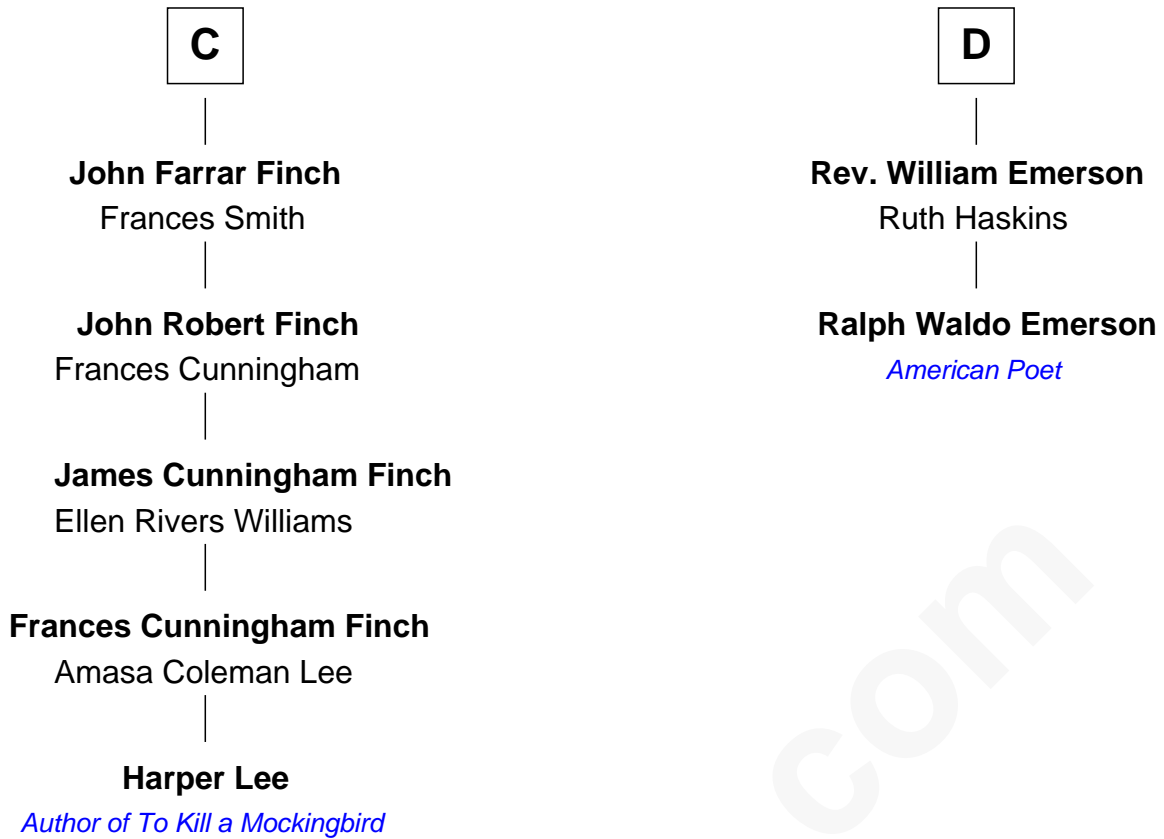 C
John Farrar Finch
Frances Smith
John Robert Finch
Frances Cunningham
James Cunningham Finch
Ellen Rivers Williams
Frances Cunningham Finch
Amasa Coleman Lee
Harper Lee
Author of To Kill a Mockingbird
D
Rev. William Emerson
Ruth Haskins
Ralph Waldo Emerson
American Poet
com